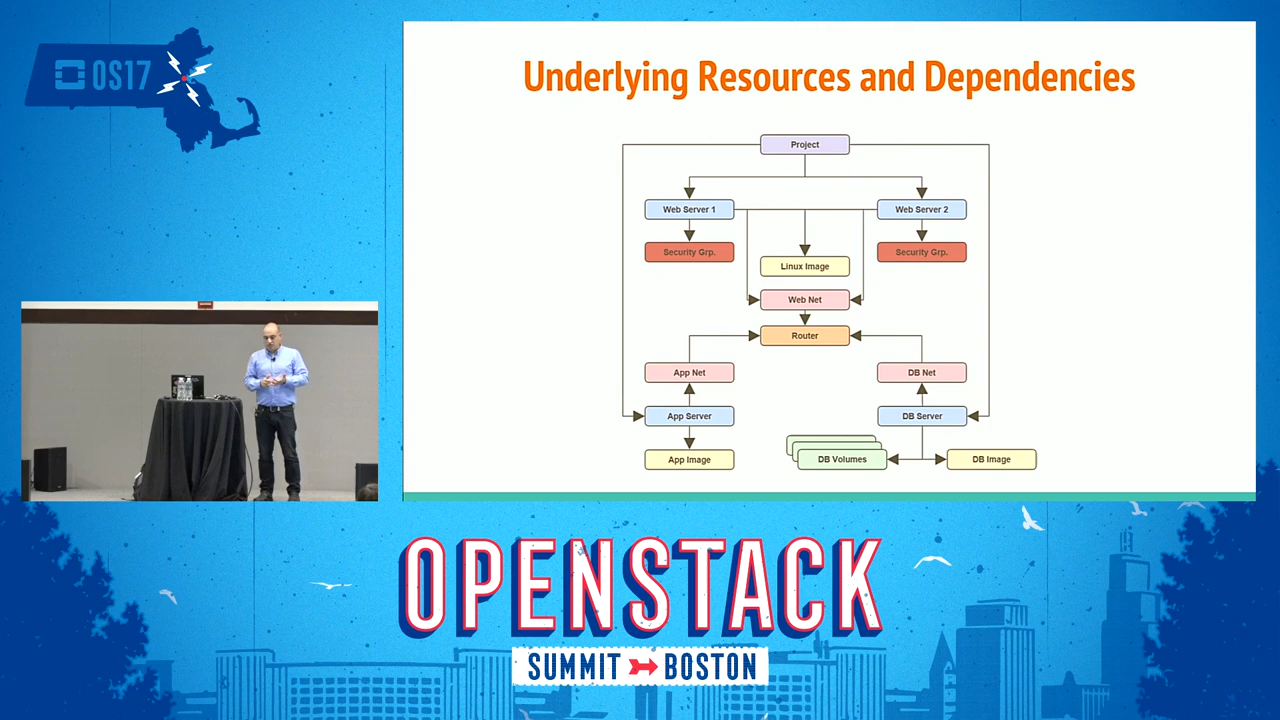 OS17
Underlying Resources and Dependencies
Project
Web Server 1
Web Server 2
Security Grp.
Security Grp.
Linux Image
Web Net
Router
App Net
DB Net
App Server
DB Server
App Image
DB Volumes
DB Image
OPENSTACK
SUMMIT BOSTON